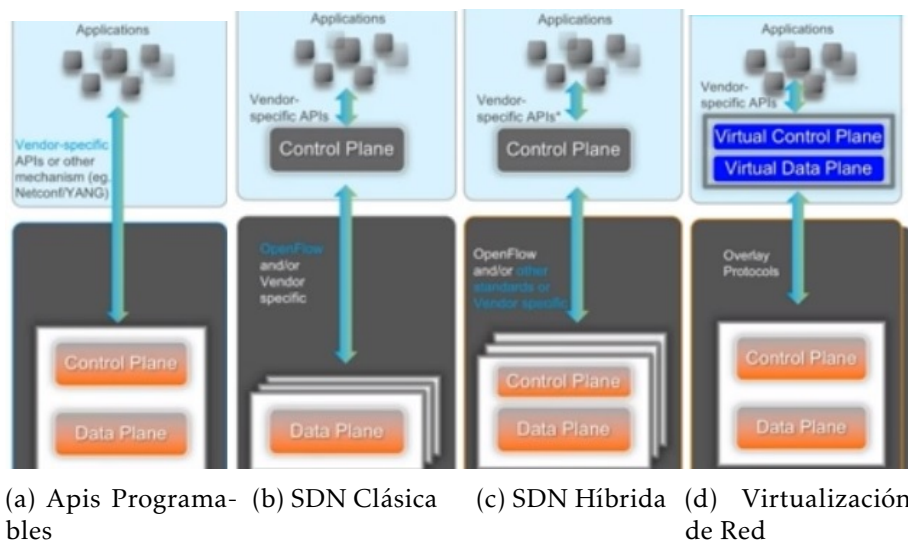 Applications
Vendor-specific
APIs or other
mechanism (eg.
Netconf/YANG)
Control Plane
Data Plane
(a) Apis Programa-
bles
Applications
Vendor-
specific APIs
Control Plane
OpenFlow
and/or
Vendor
specific
Data Plane
(b) SDN Clásica
Applications
Vendor-
specific APIs*
Control Plane
OpenFlow
and/or other
standards or
Vendor specific
Control Plane
Data Plane
(c) SDN Híbrida
Applications
Vendor-
specific APIs
Virtual Control Plane
Virtual Data Plane
Overlay
Protocols
Control Plane
Data Plane
(d) Virtualización
de Red